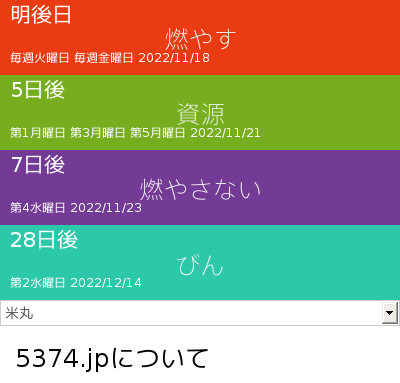 明後日
燃やす
毎週火曜日 毎週金曜日 2022/11/18
5日後
資源
第1月曜日 第3月曜日 第5月曜日 2022/11/21
7日後
燃やさない
第4水曜日 2022/11/23
28日後
びん
第2水曜日 2022/12/14
米丸
5374.jpについて